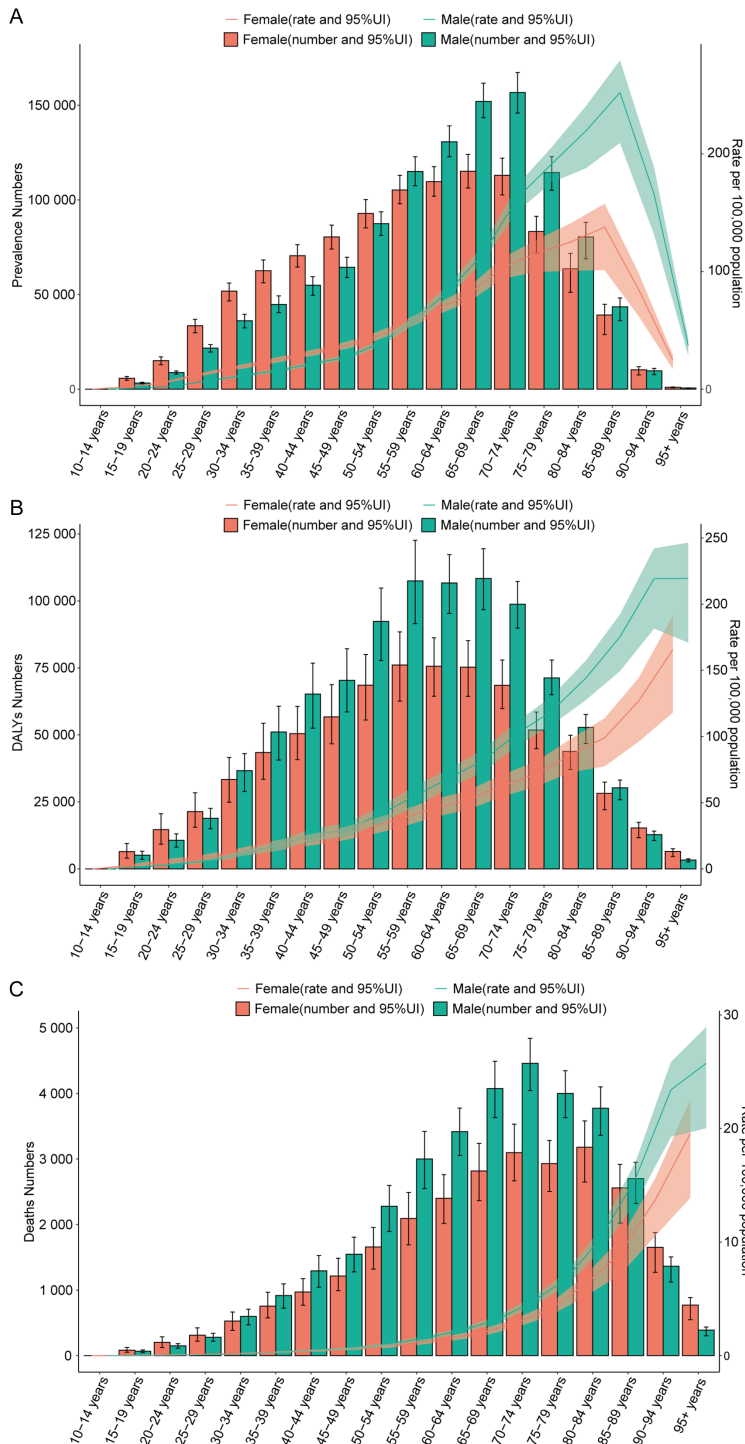 A
Female(rate and 95%UI) Male(rate and 95%UI)
Female(number and 95%UI) Male(number and 95%UI)
150 000
100 000
50 000
0
Prevalence Numbers
200
100
0
Rate per 100,000 population
10−14 years
15−19 years
20−24 years
25−29 years
30−34 years
35−39 years
40−44 years
45−49 years
50−54 years
55−59 years
60−64 years
65−69 years
70−74 years
75−79 years
80−84 years
85−89 years
90−94 years
95+ years
B
Female(rate and 95%UI) Male(rate and 95%UI)
Female(number and 95%UI) Male(number and 95%UI)
125 000
100 000
75 000
50 000
25 000
0
DALYs Numbers
250
200
150
100
50
0
Rate per 100,000 population
10−14 years
15−19 years
20−24 years
25−29 years
30−34 years
35−39 years
40−44 years
45−49 years
50−54 years
55−59 years
60−64 years
65−69 years
70−74 years
75−79 years
80−84 years
85−89 years
90−94 years
95+ years
C
Female(rate and 95%UI) Male(rate and 95%UI)
Female(number and 95%UI) Male(number and 95%UI)
5 000
4 000
3 000
2 000
1 000
0
Deaths Numbers
30
20
10
0
Rate per 100,000 population
10−14 years
15−19 years
20−24 years
25−29 years
30−34 years
35−39 years
40−44 years
45−49 years
50−54 years
55−59 years
60−64 years
65−69 years
70−74 years
75−79 years
80−84 years
85−89 years
90−94 years
95+ years